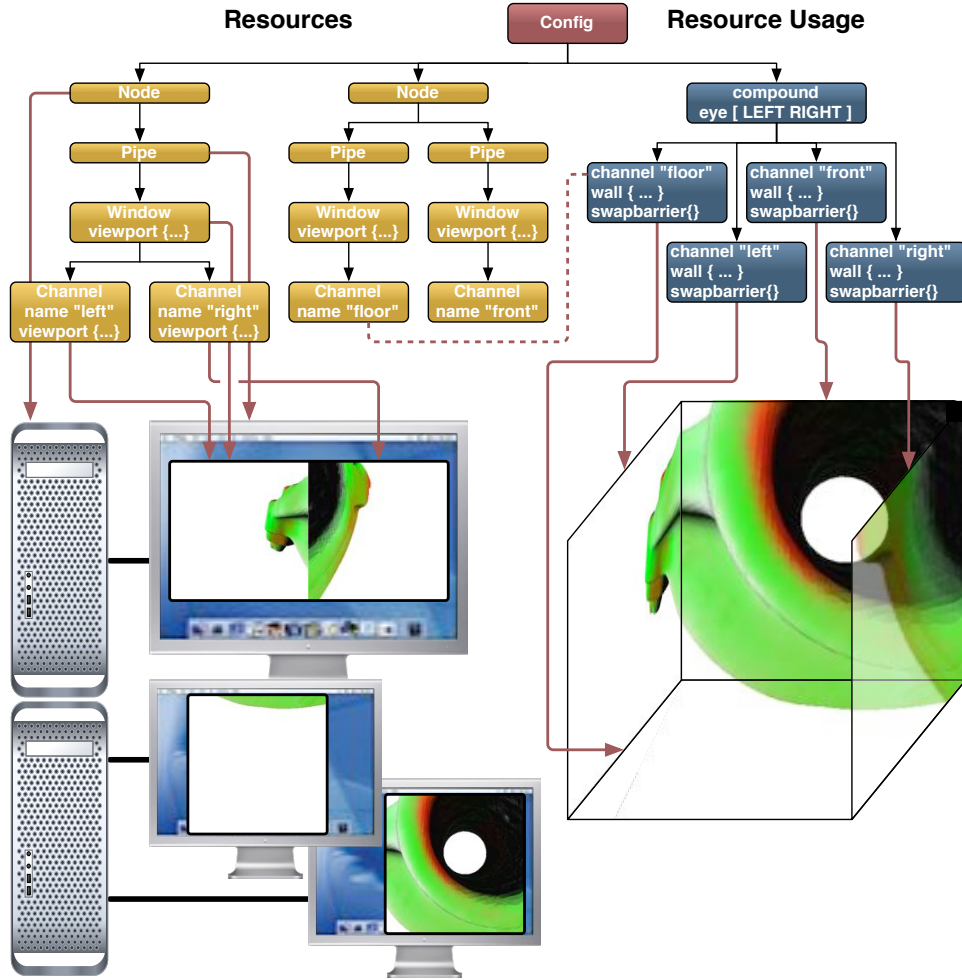 Resources
Config
Resource Usage
Node
Node
compound
eye [ LEFT RIGHT ]
Pipe
Pipe
Pipe
channel "floor"
wall { ... }
swapbarrier{}
channel "front"
wall { ... }
swapbarrier{}
Window
viewport {...}
Window
viewport {...}
Window
viewport {...}
channel "left"
wall { ... }
swapbarrier{}
channel "right"
wall { ... }
swapbarrier{}
Channel
name "left"
viewport {...}
Channel
name "right"
viewport {...}
Channel
name "floor"
Channel
name "front"